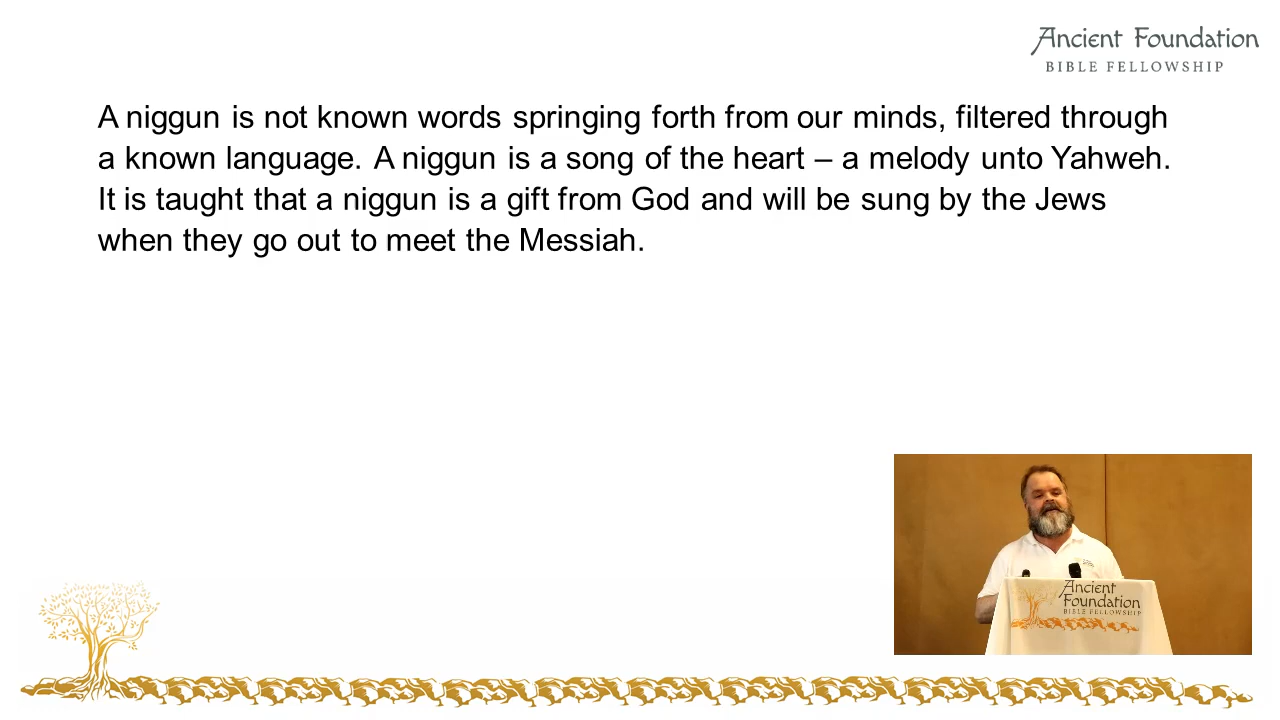 Ancient Foundation
BIBLE FELLOWSHIP
A niggun is not known words springing forth from our minds, filtered through
a known language. A niggun is a song of the heart – a melody unto Yahweh.
It is taught that a niggun is a gift from God and will be sung by the Jews
when they go out to meet the Messiah.
Ancient
Foundation
BIBLE FELLOWSHIP